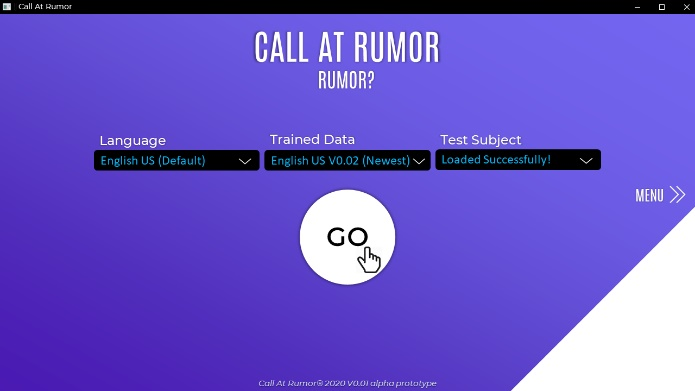 Call At Rumor
CALL AT RUMOR
RUMOR?
Language
Trained Data
Test Subject
English US (Default)
English US V0.02 (Newest)
Loaded Successfully!
MENU
GO
Call At Rumor® 2020 V0.01 alpha prototype